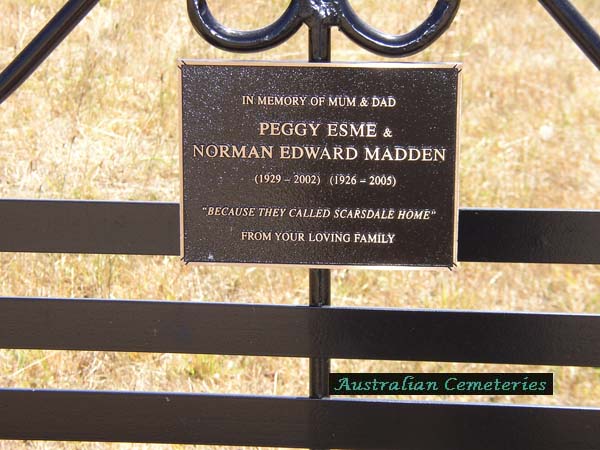 IN MEMORY OF MUM & DAD
PEGGY ESME &
NORMAN EDWARD MADDEN
(1929 – 2002) (1926 – 2005)
"BECAUSE THEY CALLED SCARSDALE HOME"
FROM YOUR LOVING FAMILY
Australian Cemeteries